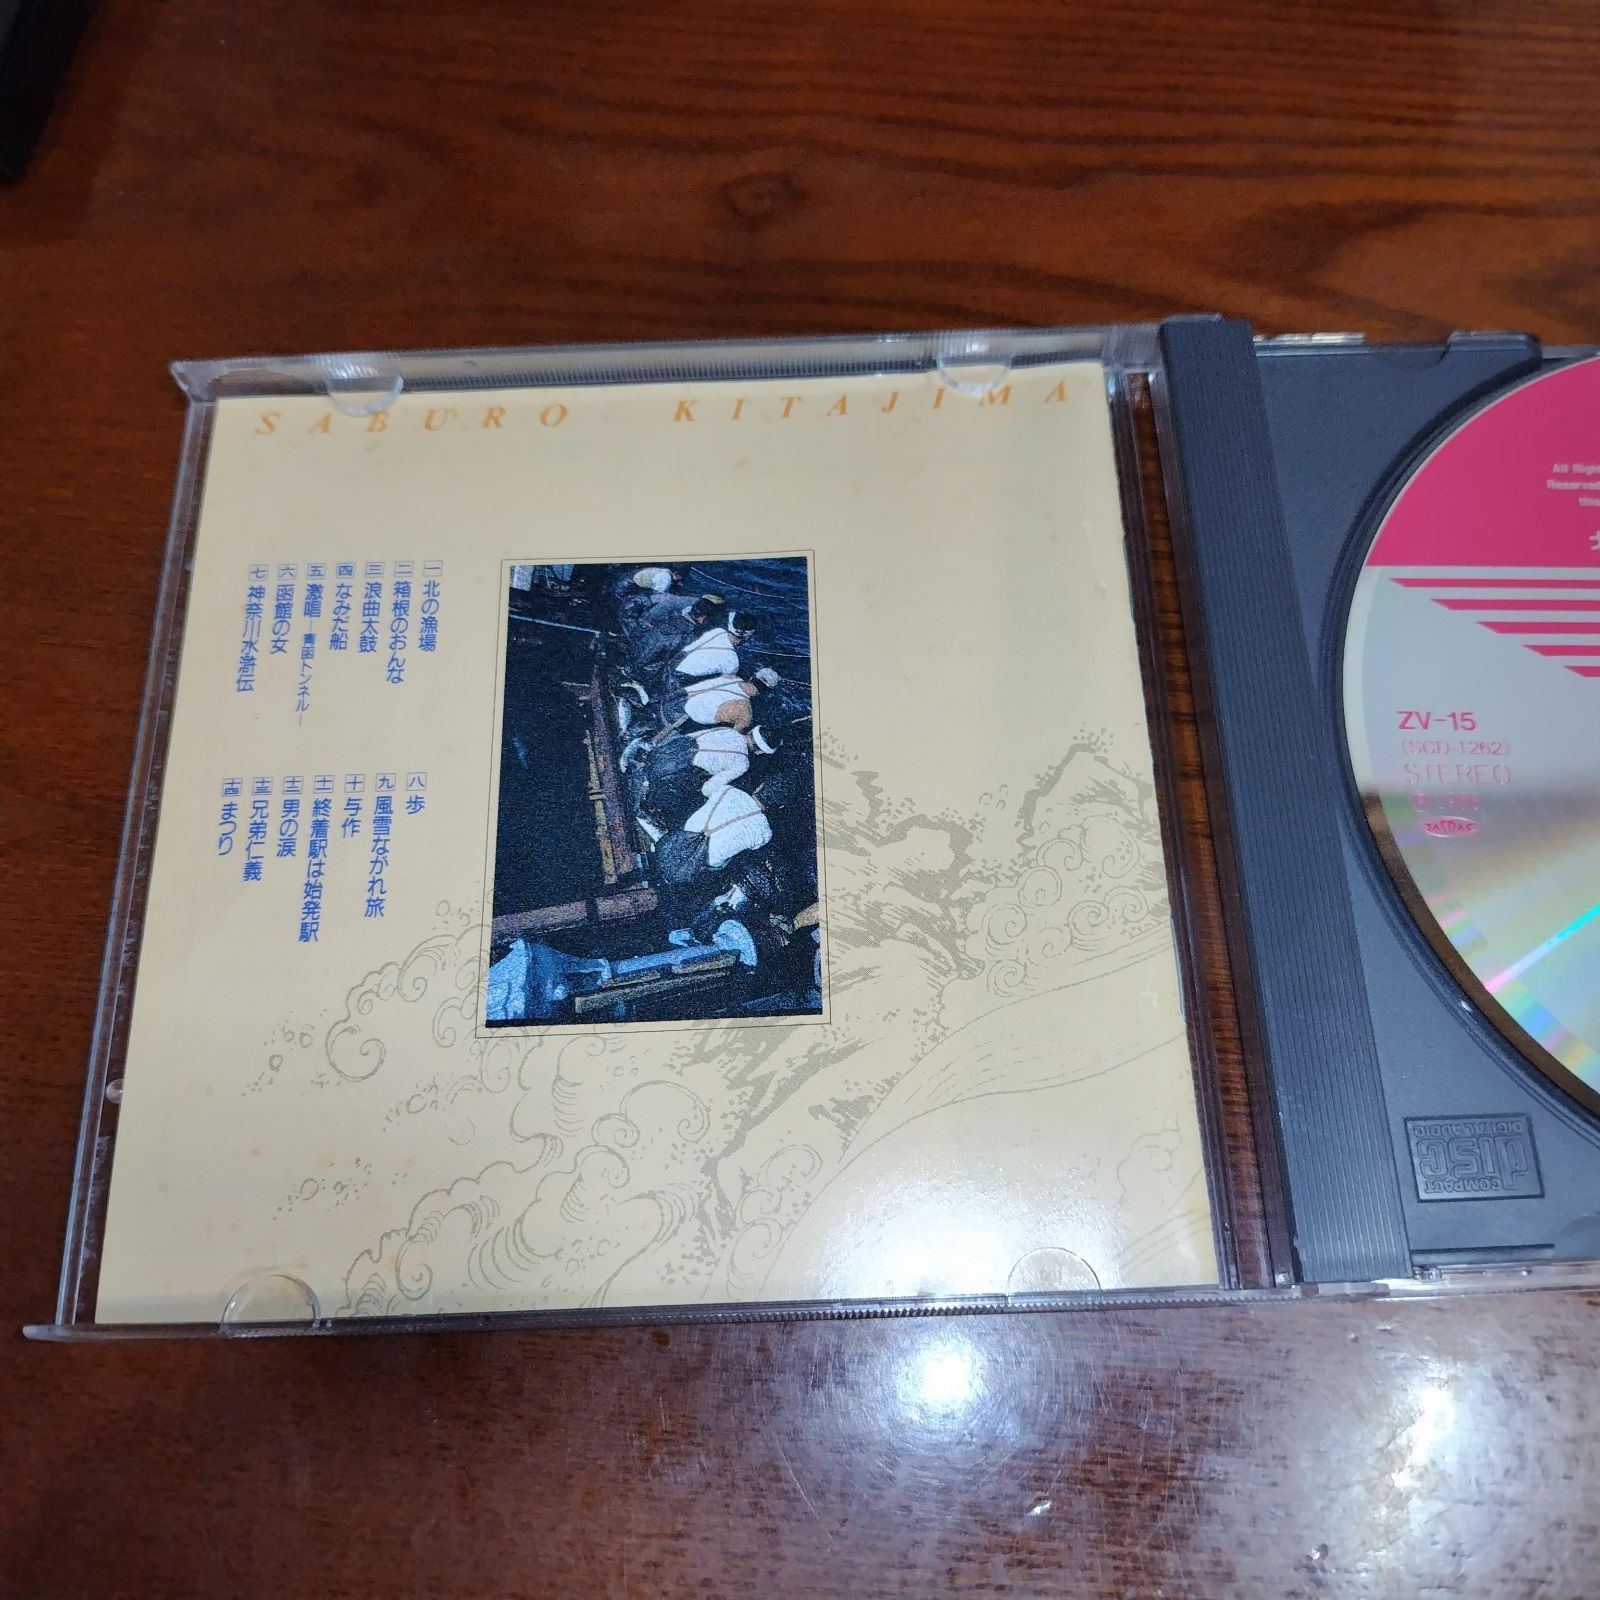 SABURO KITAJIMA
一 北の漁場
二 箱根のおんな
三 浪曲太鼓
四 なみだ船
五 激唱―青函トンネル―
六 函館の女
七 神奈川水滸伝
八 歩
九 風雪ながれ旅
十 与作
十一 終着駅は始発駅
十二 男の涙
十三 兄弟仁義
十四 まつり
All Righ
Reserved
ZV-15
(SCD-1262)
STEREO
JASRAC
COMPACT
disc
DIGITAL AUDIO